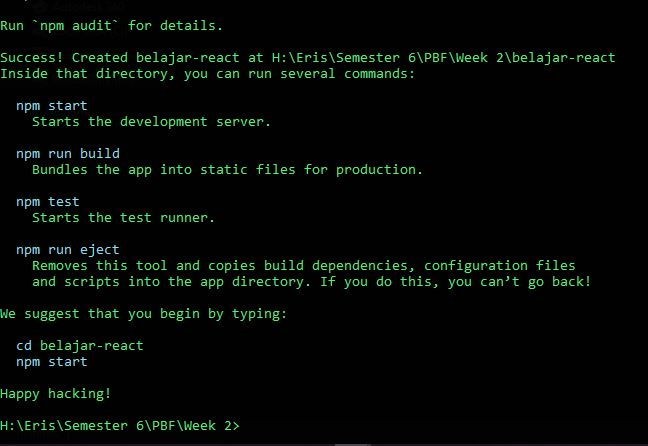 Run `npm audit` for details.
Success! Created belajar-react at H:\Eris\Semester 6\PBF\Week 2\belajar-react
Inside that directory, you can run several commands:
npm start
Starts the development server.
npm run build
Bundles the app into static files for production.
npm test
Starts the test runner.
npm run eject
Removes this tool and copies build dependencies, configuration files
and scripts into the app directory. If you do this, you can’t go back!
We suggest that you begin by typing:
cd belajar-react
npm start
Happy hacking!
H:\Eris\Semester 6\PBF\Week 2>